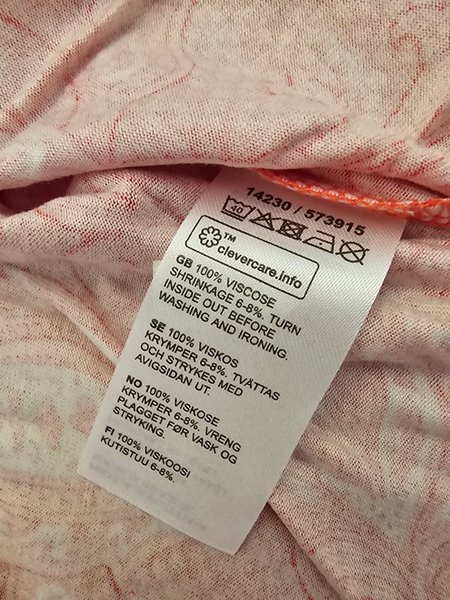 14230 / 573915
40
TM
clevercare.info
GB 100% VISCOSE
SHRINKAGE 6-8%. TURN
INSIDE OUT BEFORE
WASHING AND IRONING.
SE 100% VISKOS
KRYMPER 6-8%. TVÄTTAS
OCH STRYKES MED
AVIGSIDAN UT.
NO 100% VISKOSE
KRYMPER 6-8%. VRENG
PLAGGET FØR VASK OG
STRYKING.
FI 100% VISKOOSI
KUTISTUU 6-8%.